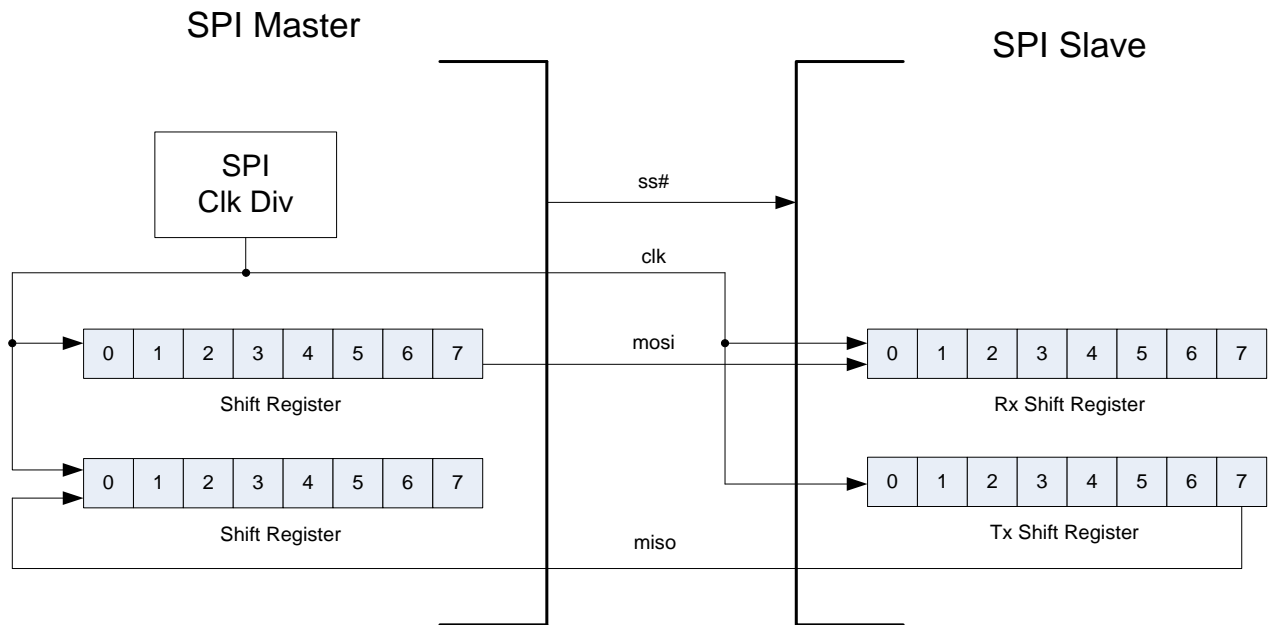 SPI Master
SPI Slave
SPI
Clk Div
ss#
clk
mosi
0 1 2 3 4 5 6 7
0 1 2 3 4 5 6 7
Shift Register
Rx Shift Register
0 1 2 3 4 5 6 7
0 1 2 3 4 5 6 7
Shift Register
Tx Shift Register
miso